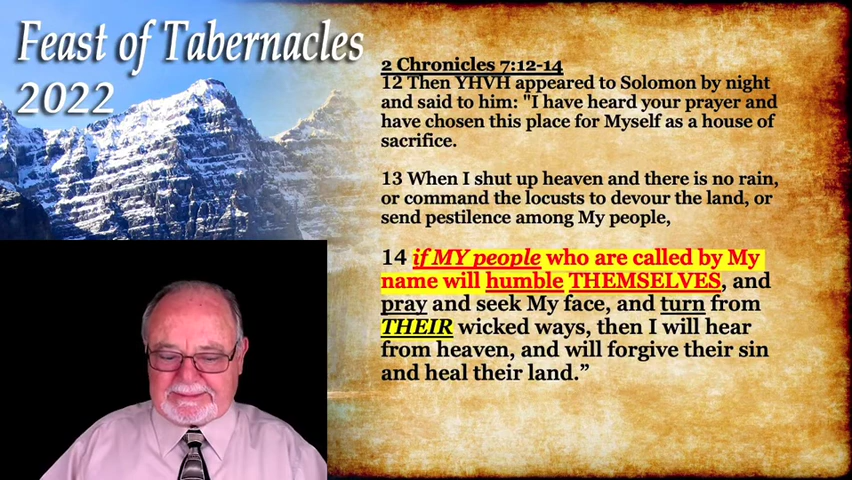 Feast of Tabernacles
2022
2 Chronicles 7:12-14
12 Then YHVH appeared to Solomon by night
and said to him: "I have heard your prayer and
have chosen this place for Myself as a house of
sacrifice.
13 When I shut up heaven and there is no rain,
or command the locusts to devour the land, or
send pestilence among My people,
14 if MY people who are called by My
name will humble THEMSELVES, and
pray and seek My face, and turn from
THEIR wicked ways, then I will hear
from heaven, and will forgive their sin
and heal their land.”